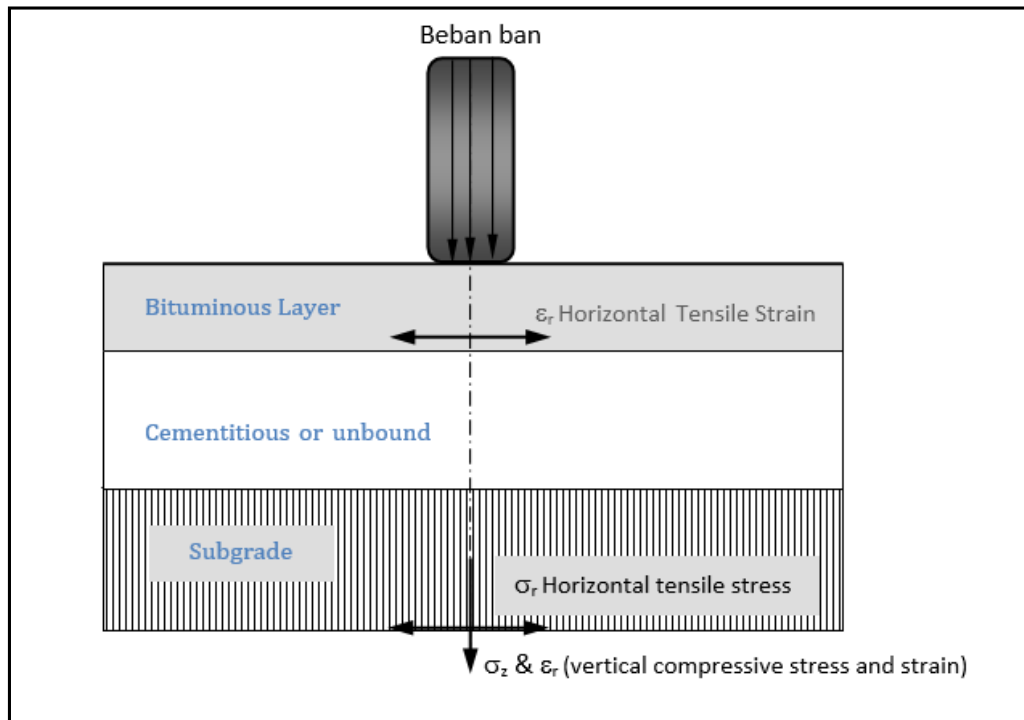 Beban ban
Bituminous Layer
εr Horizontal Tensile Strain
Cementitious or unbound
Subgrade
σr Horizontal tensile stress
σz & εr (vertical compressive stress and strain)